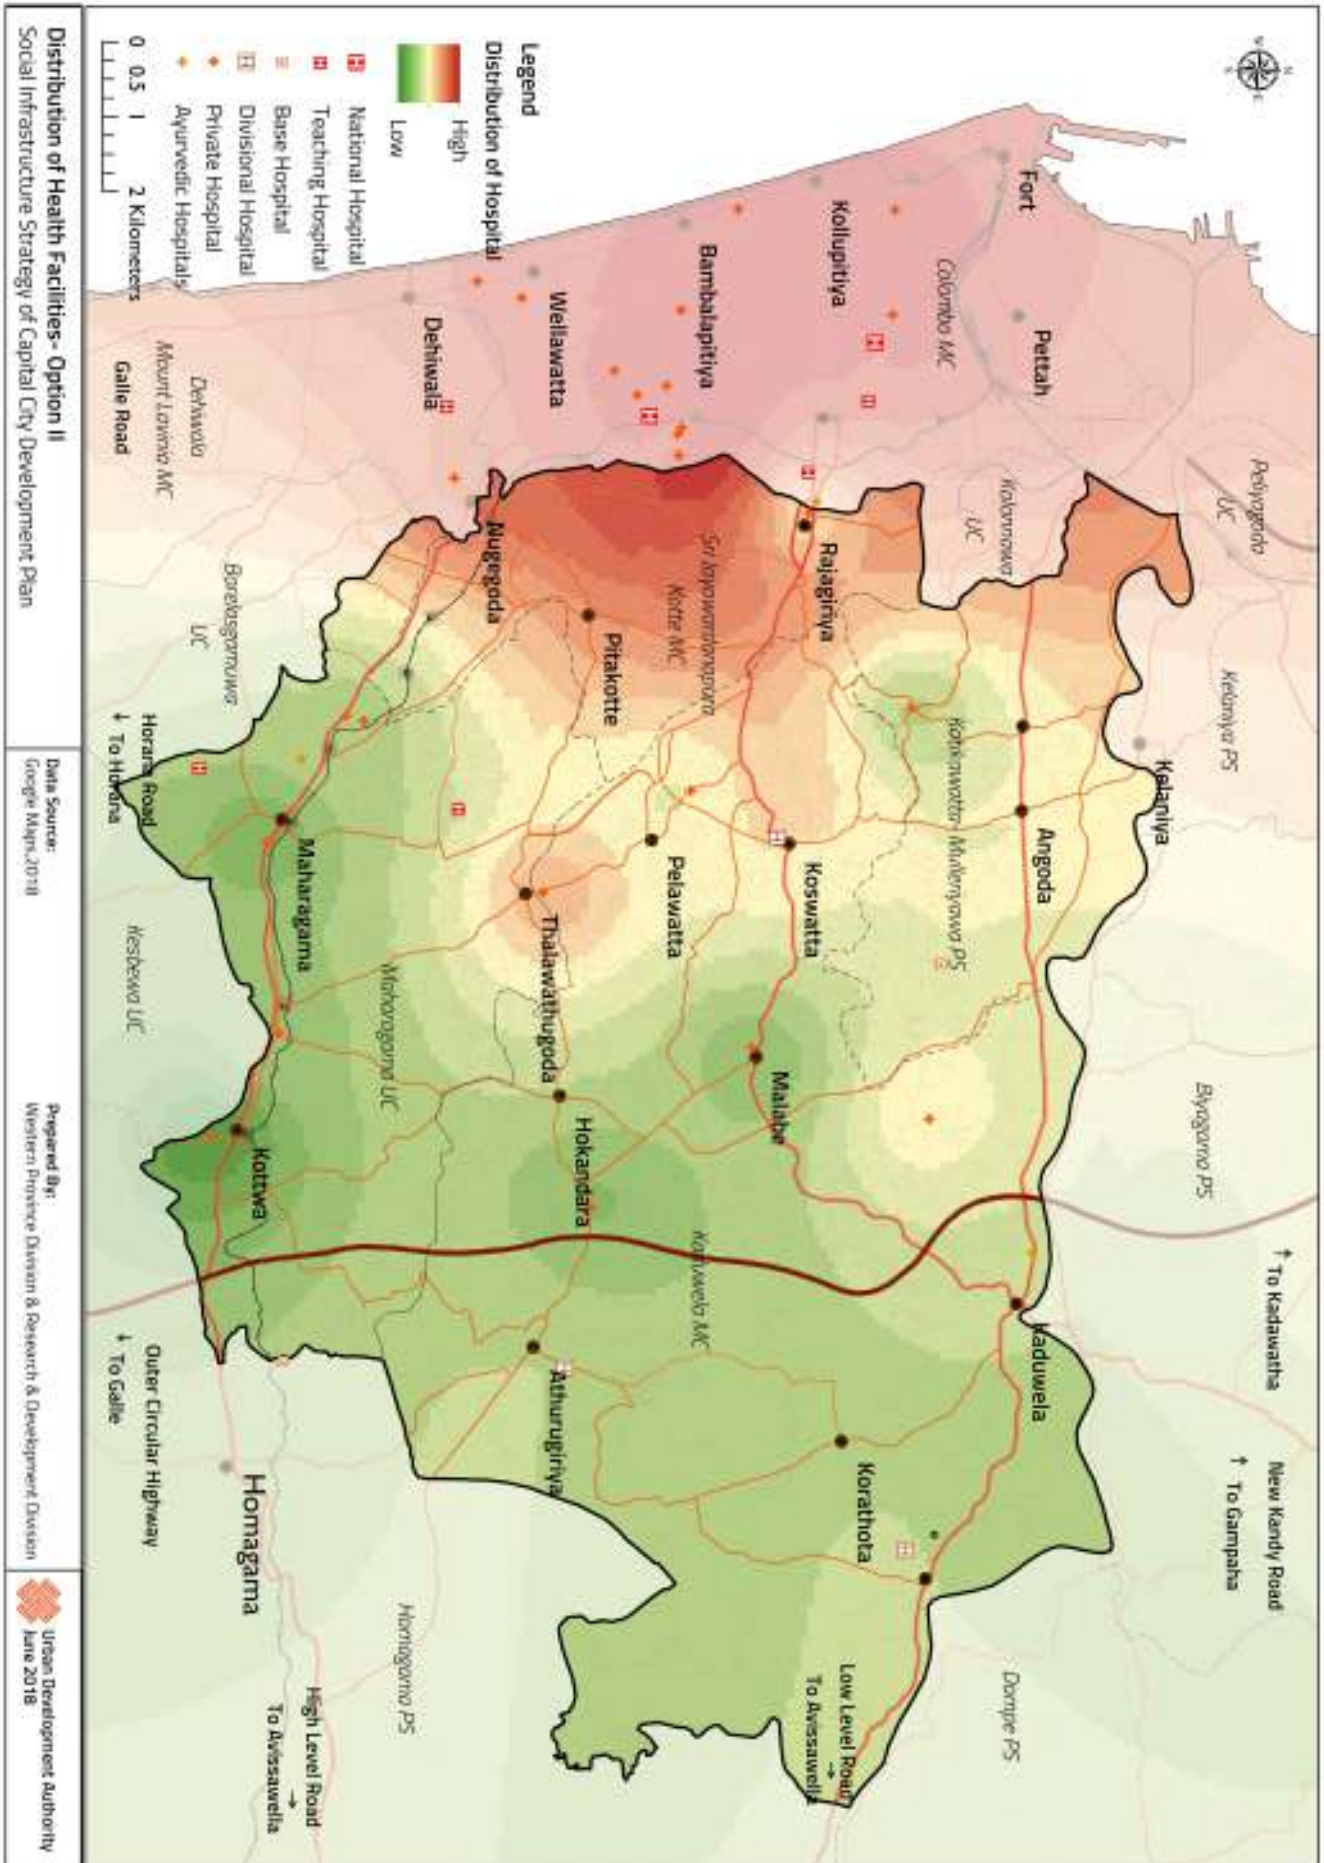 Fort
Pettah
Kollupitiya
Colombo MC
Bambalapitiya
Wellawatta
Dehiwala
Dehiwala
Mount Lavinia MC
Galle Road
Peliyagoda
UC
Kolonnawa
UC
Rajagiriya
Sri Jayawardanapura
Kotte MC
Nugegoda
Pitakotte
Boralasgamuwa
UC
Horana Road
↓ To Horana
Kelaniya PS
Kelaniya
Kotikawatta- Mulleriyawa PS
Angoda
Koswatta
Pelawatta
Thalawathugoda
Maharagama
Maharagama UC
Kesbewa UC
Biyagama PS
Malabe
Hokandara
Kottwa
Kaduwela MC
Kaduwela
↑ To Kadawatha
New Kandy Road
↑ To Gampaha
Athurugiriya
Korathota
Outer Circular Highway
↓ To Galle
Homagama
Homagama PS
Dompe PS
Low Level Road
→
To Avissawella
High Level Road
→
To Avissawella
Legend
Distribution of Hospital
High
Low
National Hospital
Teaching Hospital
Base Hospital
Divisional Hospital
Private Hospital
Ayurvedic Hospitals
0 0.5 1 2 Kilometers
Distribution of Health Facilities- Option II
Social Infrastructure Strategy of Capital City Development Plan
Data Source:
Google Maps,2018
Prepared By:
Western Province Division & Research & Development Division
Urban Development Authority
June 2018